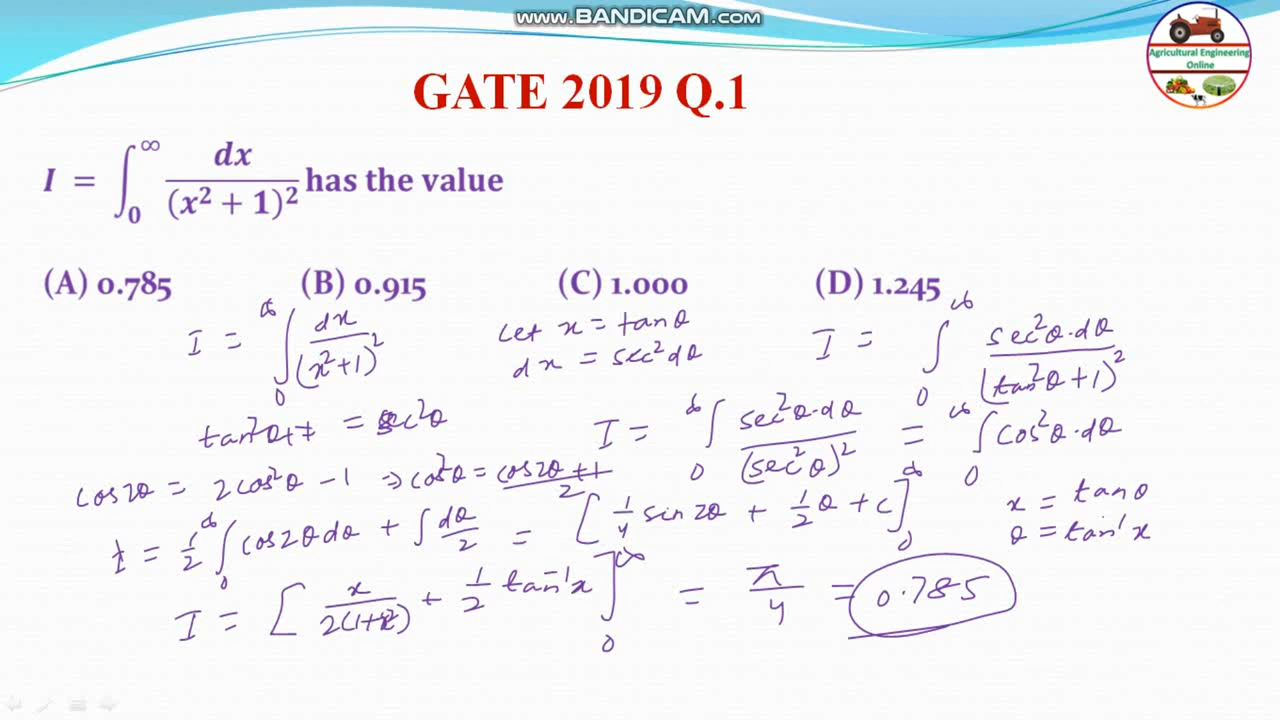 www.BANDICAM.com
Agricultural Engineering
Online
GATE 2019 Q.1
I = ∫₀^∞ dx/(x² + 1)² has the value
(A) 0.785 (B) 0.915 (C) 1.000 (D) 1.245
I = ∫₀^∞ dx/(x²+1)² Let x = tanθ I = ∫₀^∞ sec²θ·dθ/(tan²θ+1)²
dx = sec²dθ
tan²θ+1 = sec²θ I = ∫₀^∞ sec²θ·dθ/(sec²θ)² = ∫₀^∞ cos²θ·dθ
cos2θ = 2cos²θ - 1 ⇒ cos²θ = cos2θ+1/2
I = 1/2 ∫₀^∞ cos2θdθ + ∫ dθ/2 = [1/4 sin2θ + 1/2 θ + c]₀^∞ x = tanθ
θ = tan⁻¹x
I = [x/2(1+x²) + 1/2 tan⁻¹x]₀^∞ = π/4 = 0.785